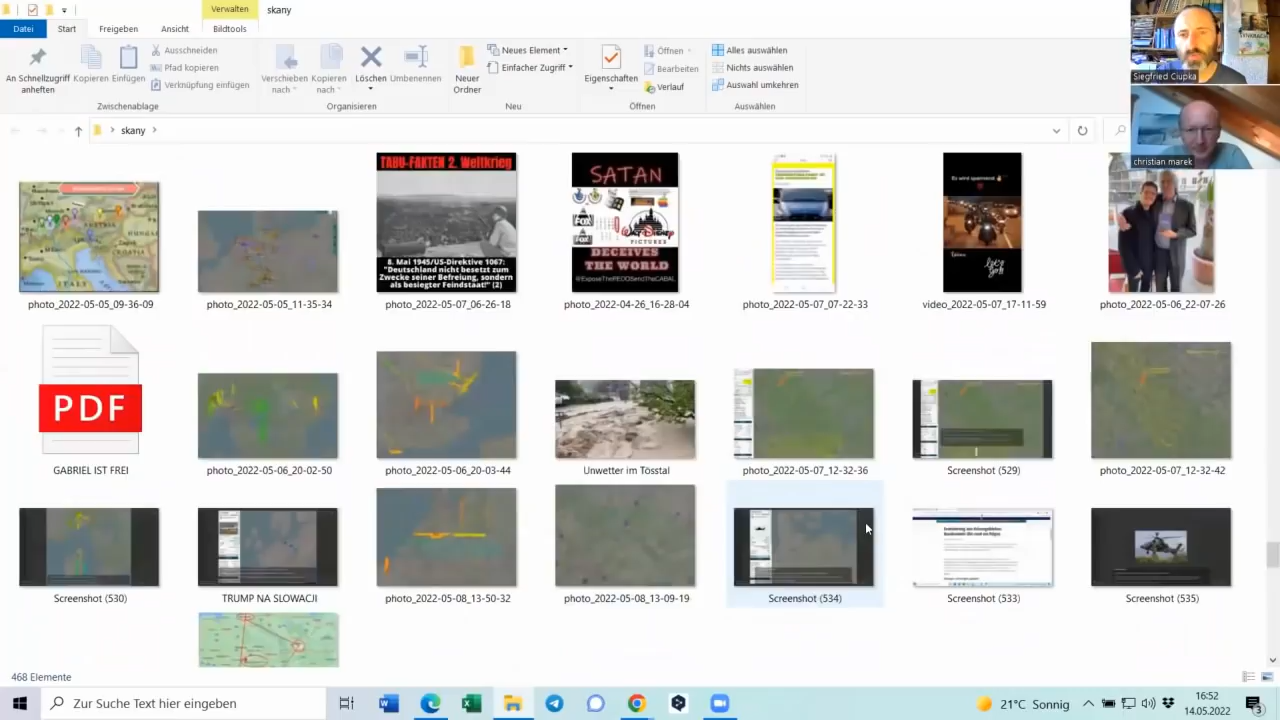 Verwalten
skany
Datei
Start
Freigeben
Ansicht
Bildtools
An Schnellzugriff
anheften
Kopieren
Einfügen
Ausschneiden
Pfad kopieren
Verknüpfung einfügen
Zwischenablage
Verschieben
nach
Kopieren
nach
Löschen
Umbenennen
Organisieren
Neuer
Ordner
Neues Element
Einfacher Zugriff
Neu
Eigenschaften
Öffnen
Bearbeiten
Verlauf
Öffnen
Alles auswählen
Nichts auswählen
Auswahl umkehren
Auswählen
Siegfried Ciupka
christian marek
skany
TABU-FAKTEN 2. Weltkrieg
8. Mai 1945/US-Direktive 1067:
"Deutschland nicht besetzt zum
Zwecke seiner Befreiung, sondern
als besiegter Feindstaat!" (2)
SATAN
FOX
PICTURES
DECEIVES
THE WORLD
Es wird spannend
photo_2022-05-05_09-36-09
photo_2022-05-05_11-35-34
photo_2022-05-07_06-26-18
photo_2022-04-26_16-28-04
photo_2022-05-07_07-22-33
video_2022-05-07_17-11-59
photo_2022-05-06_22-07-26
PDF
GABRIEL IST FREI
photo_2022-05-06_20-02-50
photo_2022-05-06_20-03-44
Unwetter im Tösstal
photo_2022-05-07_12-32-36
Screenshot (529)
photo_2022-05-07_12-32-42
Screenshot (530)
TRUMP NA SLOWACJI
photo_2022-05-08_13-50-32
photo_2022-05-08_13-09-19
Screenshot (534)
Screenshot (533)
Screenshot (535)
468 Elemente
Zur Suche Text hier eingeben
21°C Sonnig
16:52
14.05.2022
3